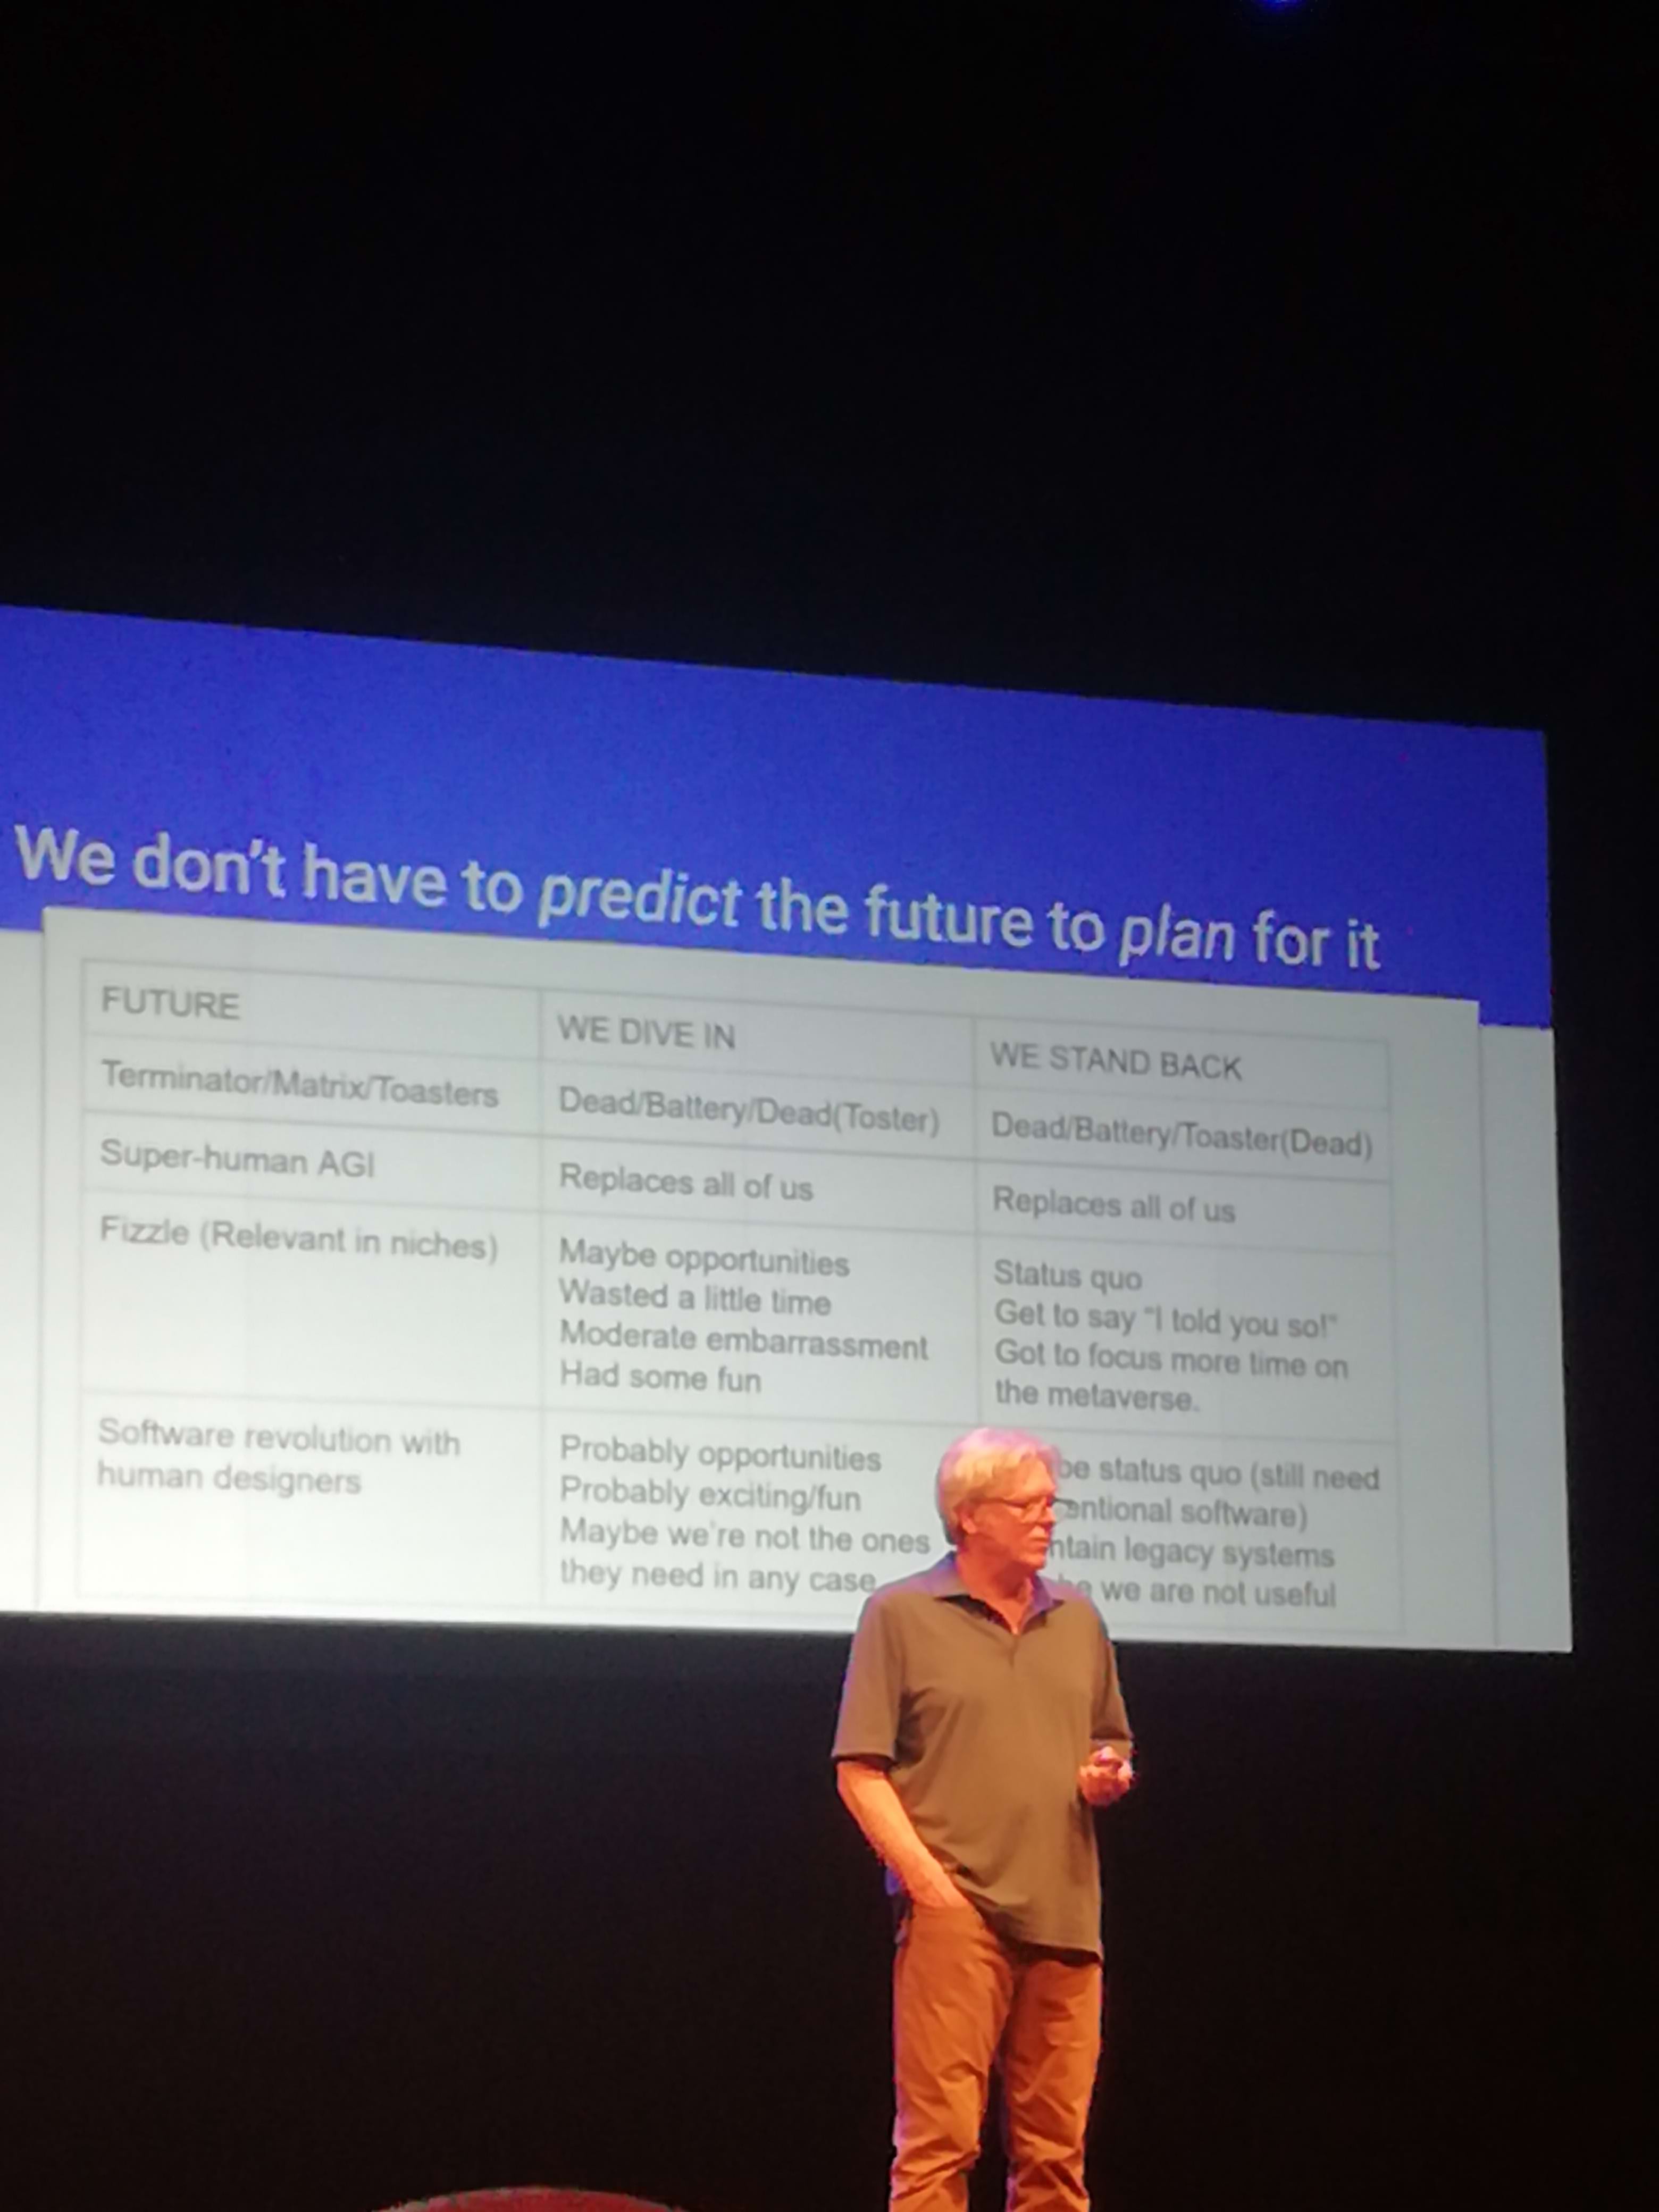 We don't have to predict the future to plan for it
FUTURE
WE DIVE IN
WE STAND BACK
Terminator/Matrix/Toasters
Dead/Battery/Dead(Toster)
Dead/Battery/Toaster(Dead)
Super-human AGI
Replaces all of us
Replaces all of us
Fizzle (Relevant in niches)
Maybe opportunities
Wasted a little time
Moderate embarrassment
Had some fun
Status quo
Get to say "I told you so!"
Got to focus more time on
the metaverse.
Software revolution with
human designers
Probably opportunities
Probably exciting/fun
Maybe we're not the ones
they need in any case
status quo (still need
software)
legacy systems
we are not useful